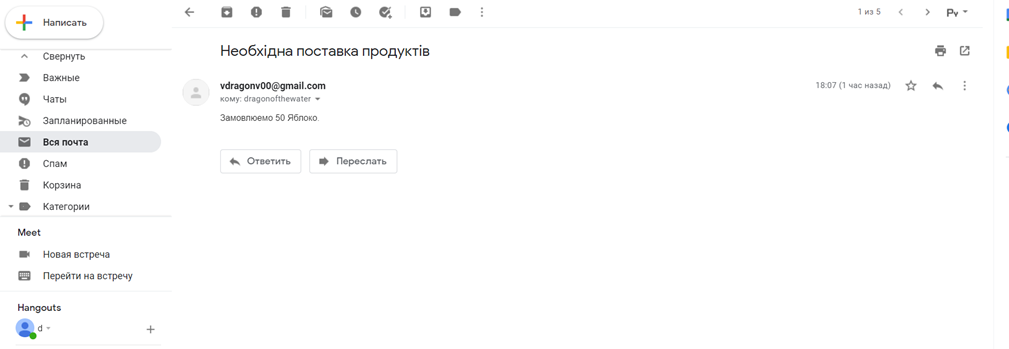 Написать
1 из 5
Ру
Свернуть
Важные
Чаты
Запланированные
Вся почта
Спам
Корзина
Категории
Meet
Новая встреча
Перейти на встречу
Hangouts
d
Необхідна поставка продуктів
vdragonv00@gmail.com
18:07 (1 час назад)
кому: dragonofthewater
Замовлюемо 50 Яблоко.
Ответить
Переслать